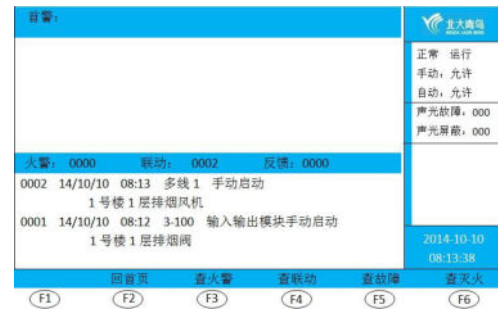 首警：
北大青鸟
正常 运行
手动：允许
自动：允许
声光故障：000
声光屏蔽：000
火警： 0000 联动： 0002 反馈：0000
0002 14/10/10 08:13 多线 1 手动启动
1 号楼 1 层排烟风机
0001 14/10/10 08:12 3-100 输入输出模块手动启动
1 号楼 1 层排烟阀
2014-10-10
08:13:38
回首页 查火警 查联动 查故障 查灭火
F1 F2 F3 F4 F5 F6